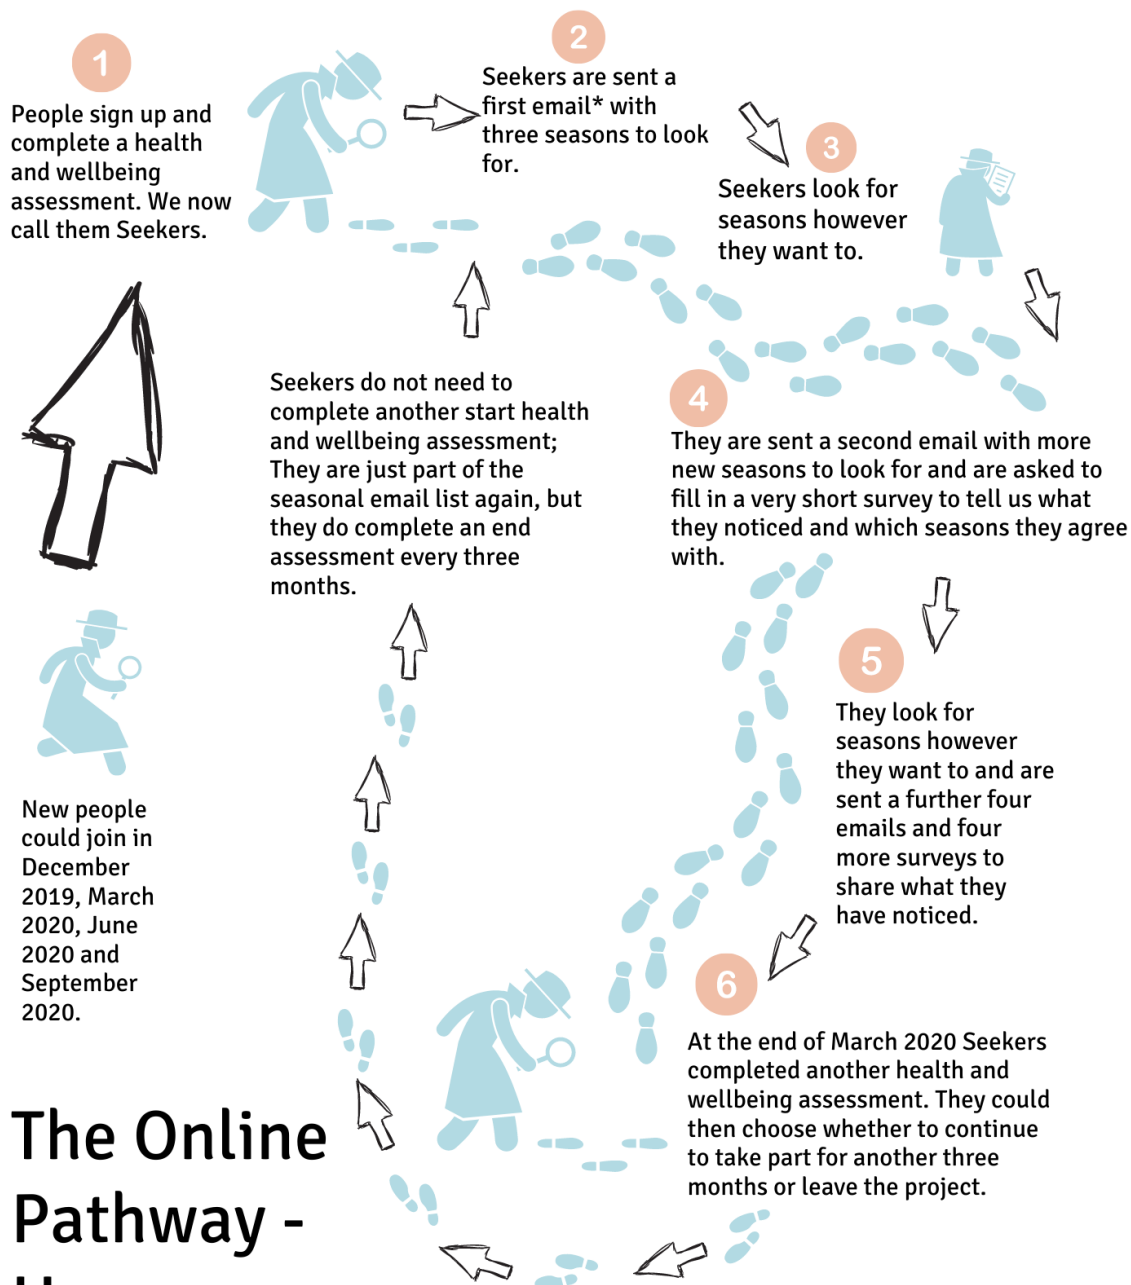 1
People sign up and
complete a health
and wellbeing
assessment. We now
call them Seekers.
2
Seekers are sent a
first email* with
three seasons to look
for.
3
Seekers look for
seasons however
they want to.
4
They are sent a second email with more
new seasons to look for and are asked to
fill in a very short survey to tell us what
they noticed and which seasons they agree
with.
5
They look for
seasons however
they want to and are
sent a further four
emails and four
more surveys to
share what they
have noticed.
6
At the end of March 2020 Seekers
completed another health and
wellbeing assessment. They could
then choose whether to continue
to take part for another three
months or leave the project.
Seekers do not need to
complete another start health
and wellbeing assessment;
They are just part of the
seasonal email list again, but
they do complete an end
assessment every three
months.
New people
could join in
December
2019, March
2020, June
2020 and
September
2020.
The Online
Pathway -